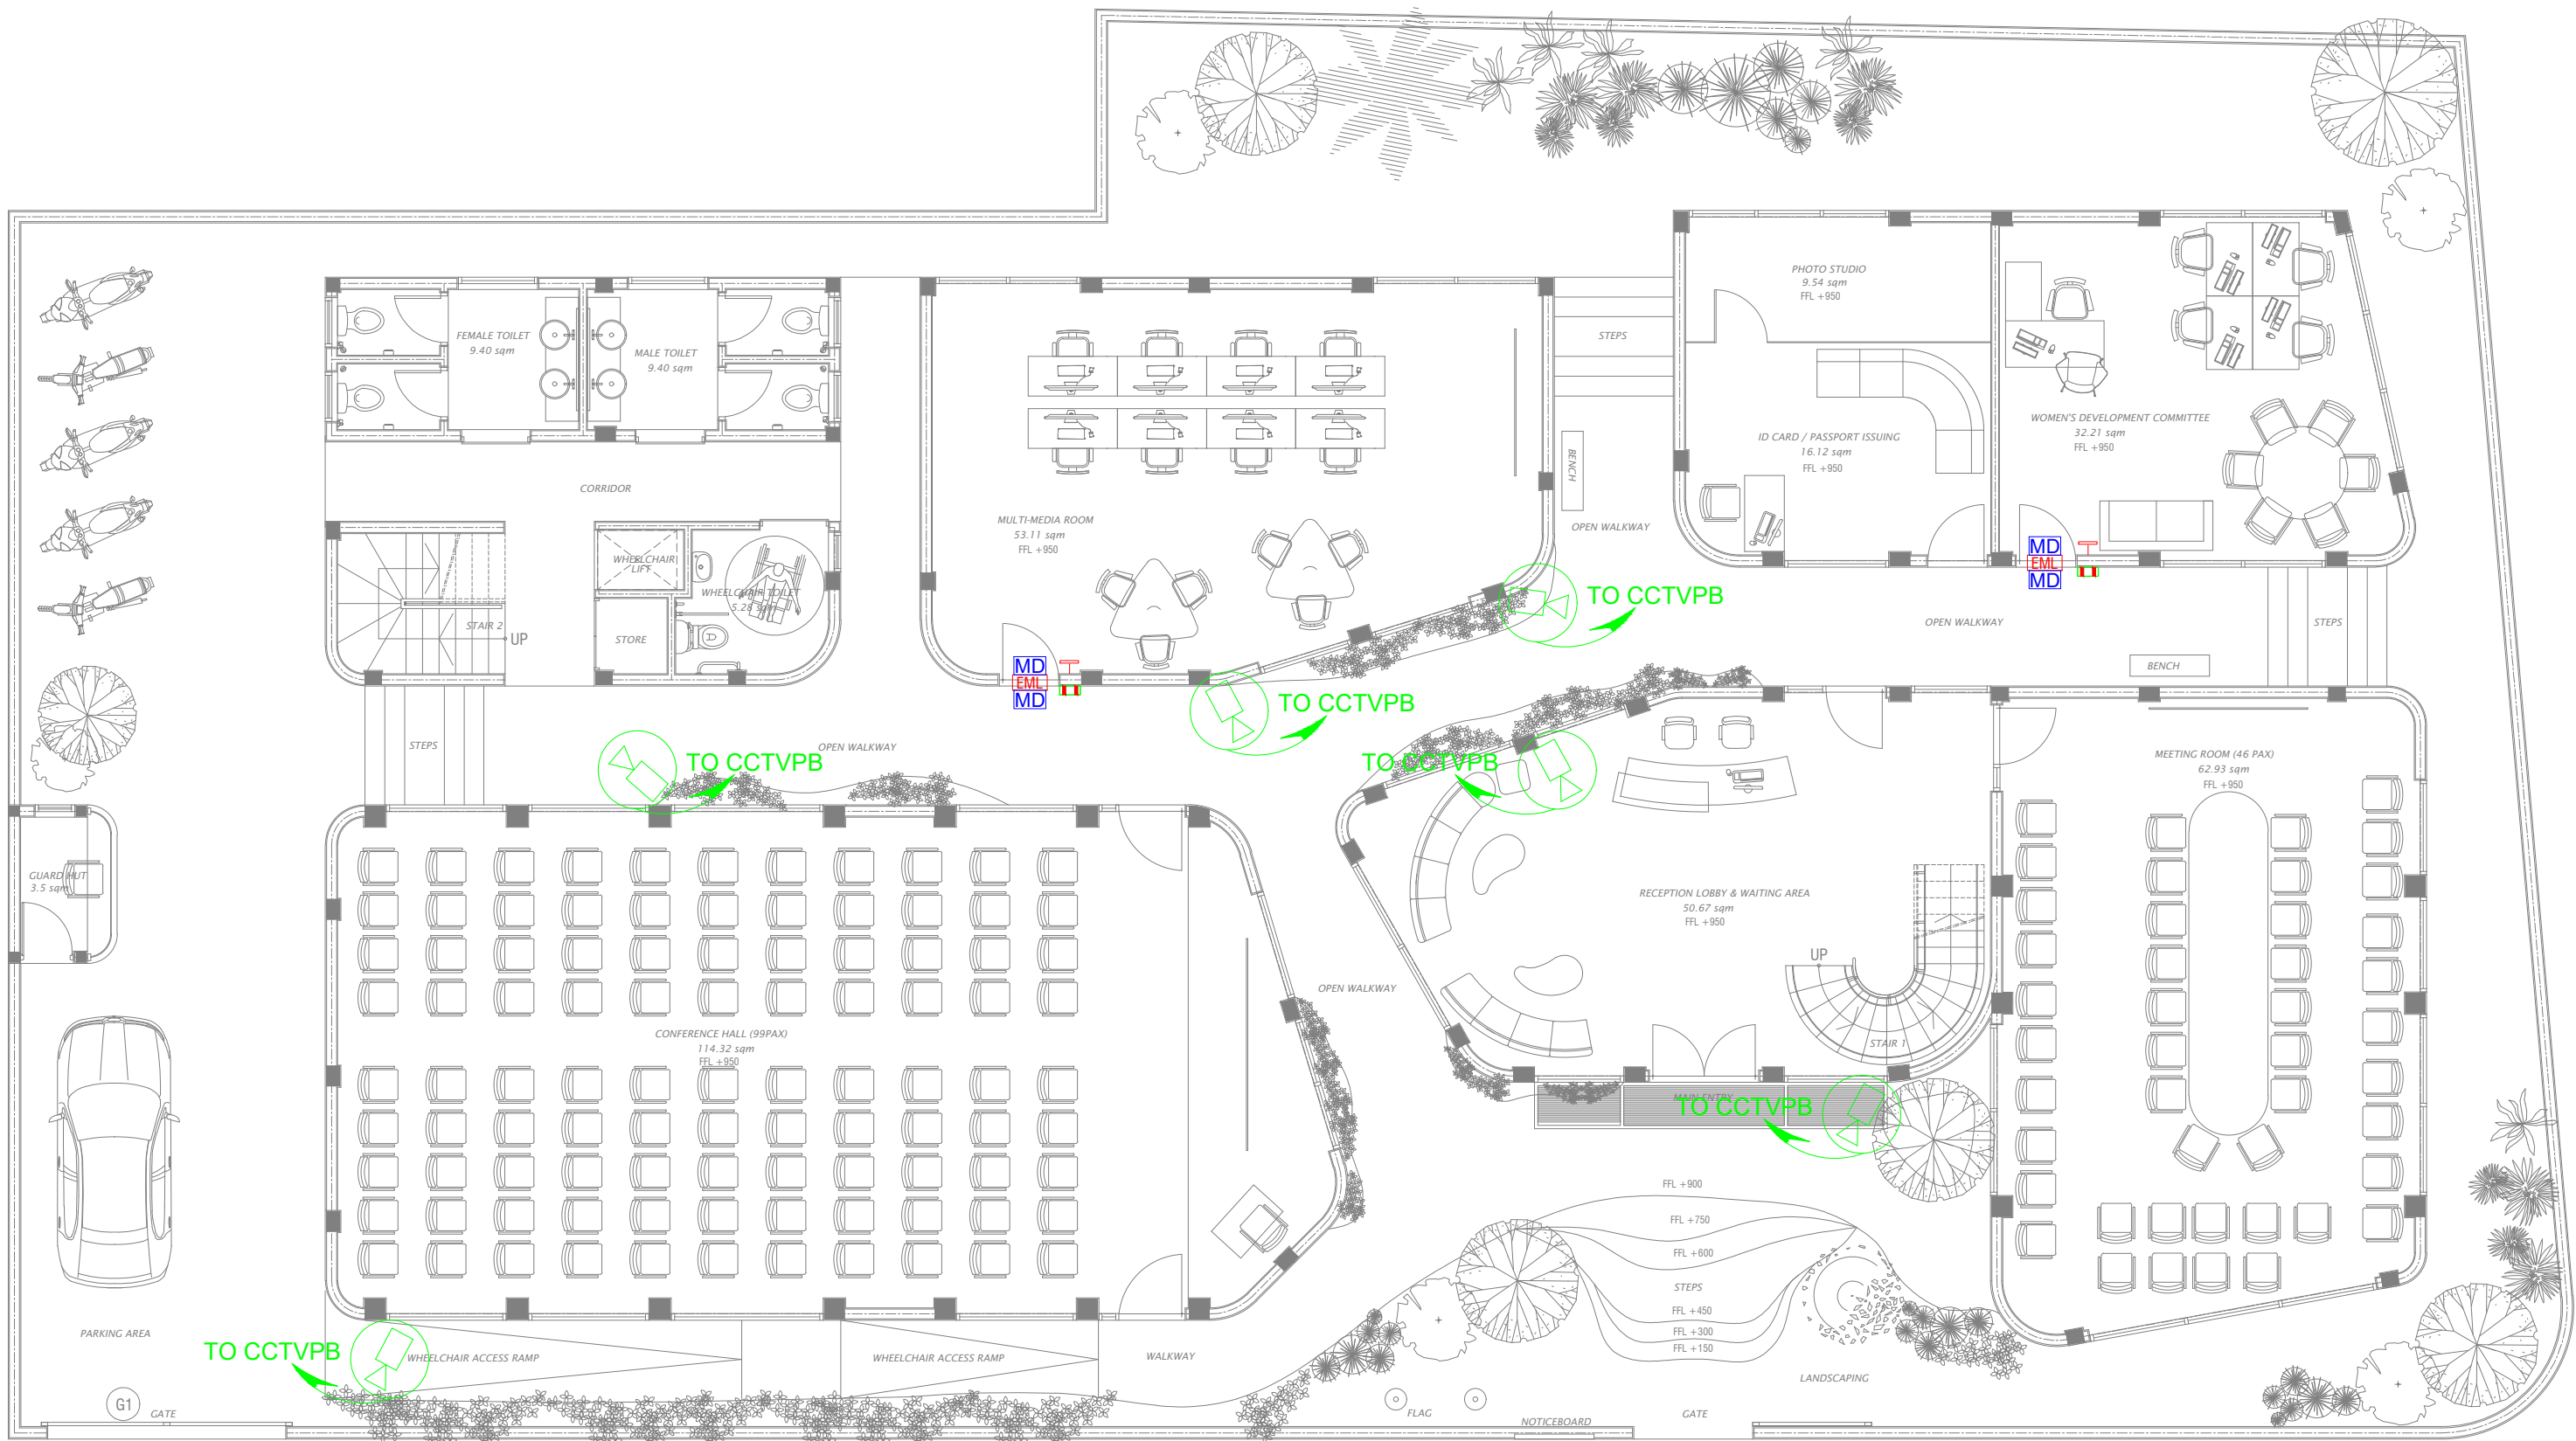 PHOTO STUDIO
9.54 sqm
FFL +950
FEMALE TOILET
9.40 sqm
MALE TOILET
9.40 sqm
STEPS
WOMEN'S DEVELOPMENT COMMITTEE
32.21 sqm
FFL +950
ID CARD / PASSPORT ISSUING
16.12 sqm
FFL +950
BENCH
CORRIDOR
MULTI-MEDIA ROOM
53.11 sqm
FFL +950
OPEN WALKWAY
MD
EML
MD
WHEELCHAIR
LIFT
WHEELCHAIR TOILET
5.28 sqm
STAIR 2
UP
STORE
TO CCTVPB
OPEN WALKWAY
STEPS
BENCH
MD
EML
MD
TO CCTVPB
STEPS
OPEN WALKWAY
TO CCTVPB
TO CCTVPB
MEETING ROOM (46 PAX)
62.93 sqm
FFL +950
GUARD HUT
3.5 sqm
RECEPTION LOBBY & WAITING AREA
50.67 sqm
FFL +950
UP
OPEN WALKWAY
CONFERENCE HALL (99PAX)
114.32 sqm
FFL +950
STAIR 1
MAIN ENTRY
TO CCTVPB
FFL +900
FFL +750
FFL +600
STEPS
FFL +450
FFL +300
FFL +150
PARKING AREA
TO CCTVPB
WHEELCHAIR ACCESS RAMP
WHEELCHAIR ACCESS RAMP
WALKWAY
LANDSCAPING
G1
GATE
FLAG
NOTICEBOARD
GATE